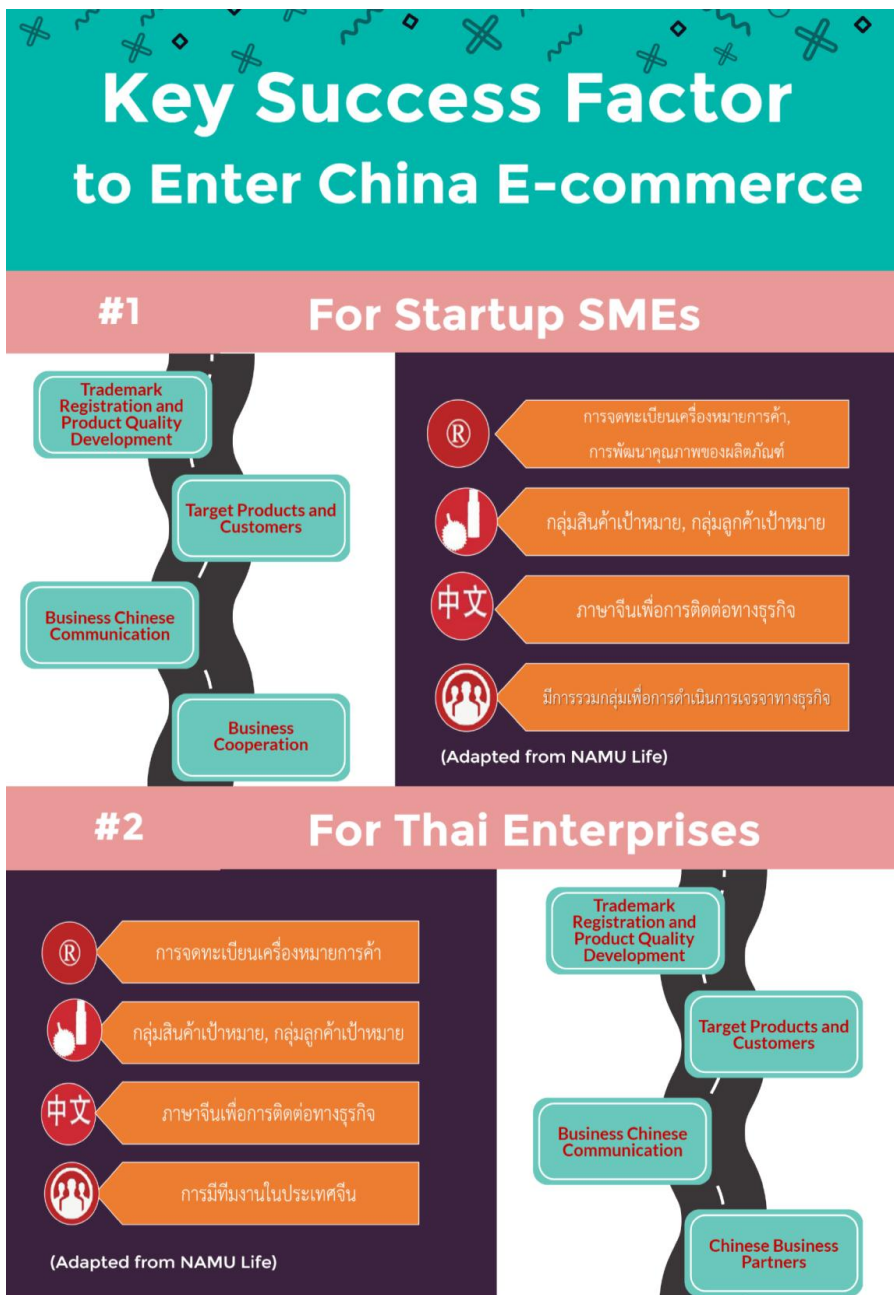 Key Success Factor
to Enter China E-commerce
#1
For Startup SMEs
Trademark
Registration and
Product Quality
Development
Target Products and
Customers
Business Chinese
Communication
Business
Cooperation
®
การจดทะเบียนเครื่องหมายการค้า,
การพัฒนาคุณภาพของผลิตภัณฑ์
กลุ่มสินค้าเป้าหมาย, กลุ่มลูกค้าเป้าหมาย
中文
ภาษาจีนเพื่อการติดต่อทางธุรกิจ
มีการรวมกลุ่มเพื่อการดำเนินการเจรจาทางธุรกิจ
(Adapted from NAMU Life)
#2
For Thai Enterprises
®
การจดทะเบียนเครื่องหมายการค้า
กลุ่มสินค้าเป้าหมาย, กลุ่มลูกค้าเป้าหมาย
中文
ภาษาจีนเพื่อการติดต่อทางธุรกิจ
การมีทีมงานในประเทศจีน
(Adapted from NAMU Life)
Trademark
Registration and
Product Quality
Development
Target Products and
Customers
Business Chinese
Communication
Chinese Business
Partners